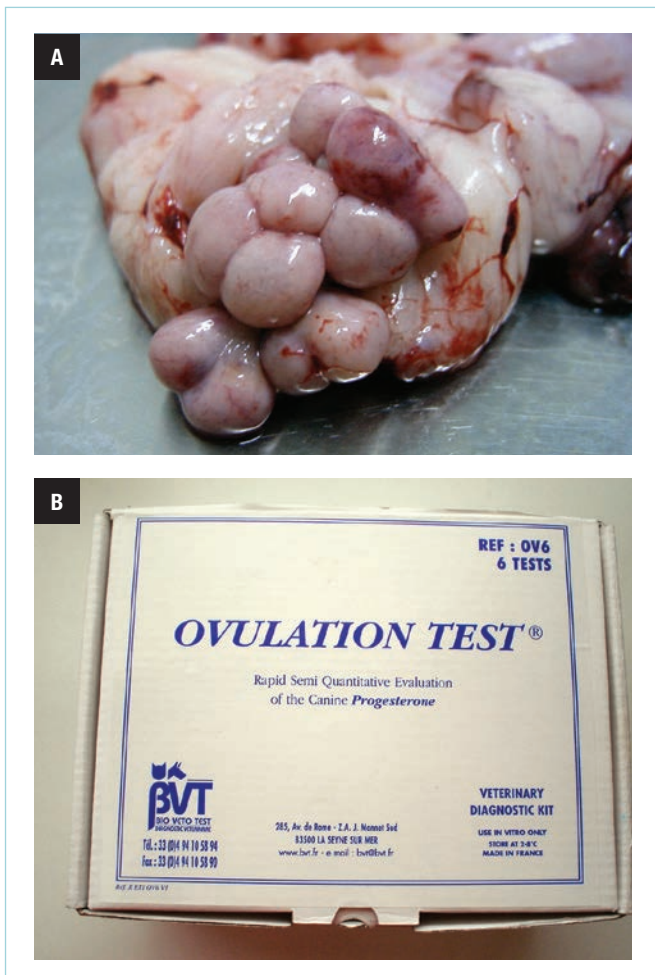 A
B
REF : OV6
6 TESTS
OVULATION TEST®
Rapid Semi Quantitative Evaluation
of the Canine Progesterone
BVT
BIO VETO TEST
DIAGNOSTIC VETERINAIRE
Tél. : 33 (0)4 94 10 58 94
Fax : 33 (0)4 94 10 58 90
285, Av. de Rome - Z.A. J. Monnet Sud
83500 LA SEYNE SUR MER
www.bvt.fr - e mail : bvt@bvt.fr
VETERINARY
DIAGNOSTIC KIT
USE IN VITRO ONLY
STORE AT 2-8°C
MADE IN FRANCE